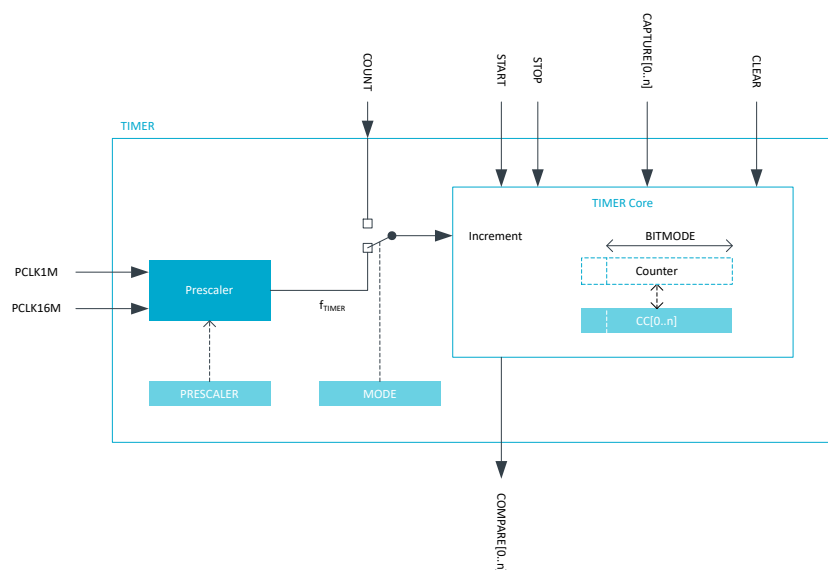 COUNT
START
STOP
CAPTURE[0..n]
CLEAR
TIMER
TIMER Core
Increment
BITMODE
Counter
CC[0..n]
PCLK1M
Prescaler
PCLK16M
fTIMER
PRESCALER
MODE
COMPARE[0..n]